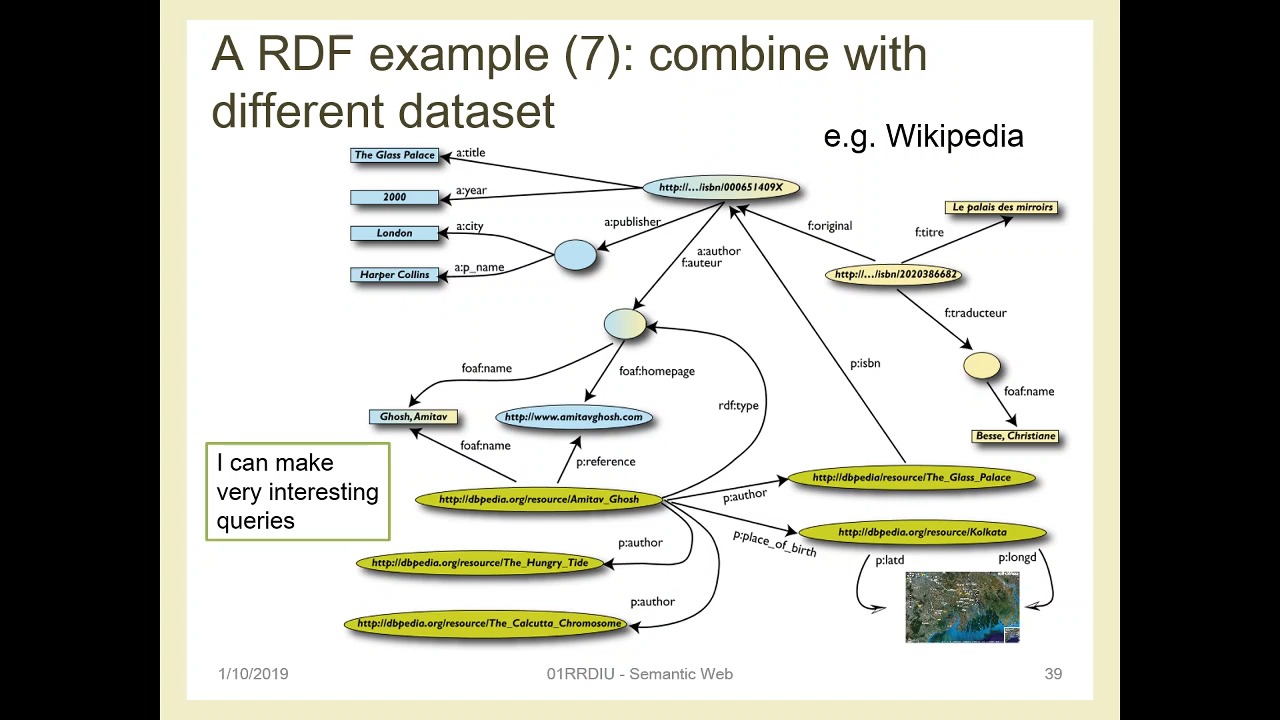 A RDF example (7): combine with
different dataset
e.g. Wikipedia
The Glass Palace
a:title
http://…/isbn/000651409X
2000
a:year
Le palais des mirroirs
a:publisher
f:original
f:titre
London
a:city
a:author
f:auteur
Harper Collins
a:p_name
http://…/isbn/2020386682
f:traducteur
foaf:name
foaf:homepage
p:isbn
foaf:name
rdf:type
Ghosh, Amitav
http://www.amitavghosh.com
Besse, Christiane
foaf:name
p:reference
I can make
very interesting
queries
http://dbpedia/resource/The_Glass_Palace
http://dbpedia.org/resource/Amitav_Ghosh
p:author
p:place_of_birth
http://dbpedia.org/resource/Kolkata
p:author
http://dbpedia.org/resource/The_Hungry_Tide
p:latd
p:longd
p:author
http://dbpedia.org/resource/The_Calcutta_Chromosome
1/10/2019
01RRDIU - Semantic Web
39